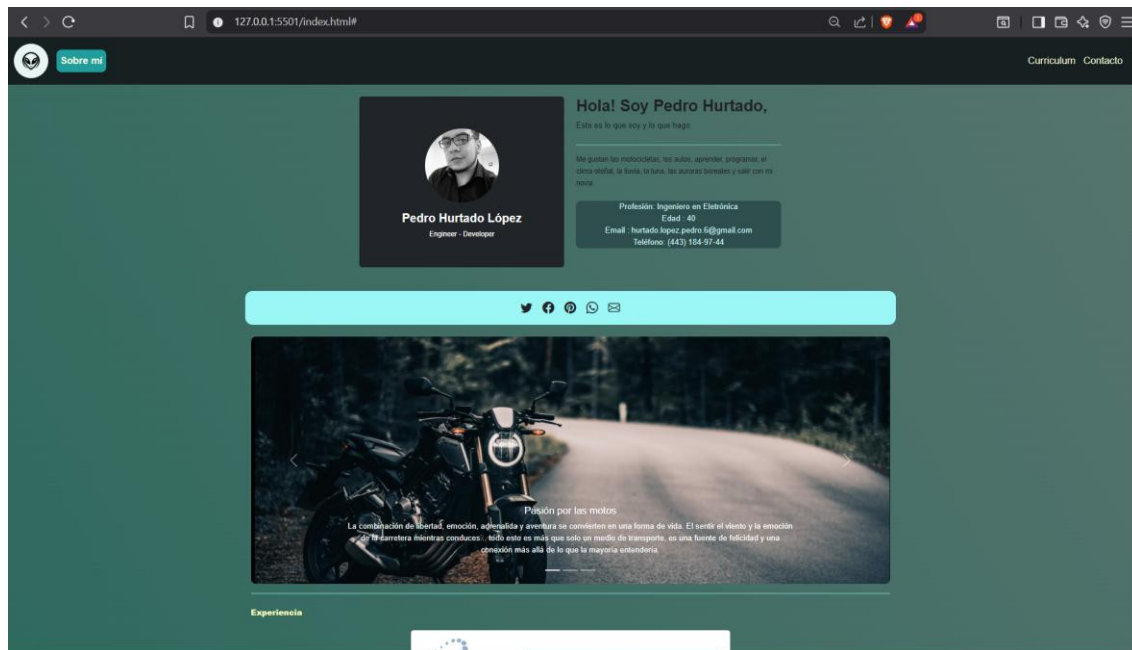 127.0.0.1:5501/index.html#
Sobre mí
Curriculum Contacto
Hola! Soy Pedro Hurtado,
Esto es lo que soy y lo que hago
Me gustan las motocicletas, los autos, aprender, programar, el
clima otoñal, la lluvia, la luna, las auroras boreales y salir con mi
novia.
Pedro Hurtado López
Engineer - Developer
Profesión: Ingeniero en Eletrónica
Edad : 40
Email : hurtado.lopez.pedro.6@gmail.com
Teléfono: (443) 184-97-44
Pasión por las motos
La combinación de libertad, emoción, adrenalida y aventura se convierten en una forma de vida. El sentir el viento y la emoción
de la carretera mientras conduces... todo esto es más que solo un medio de transporte, es una fuente de felicidad y una
conexión más allá de lo que la mayoría entendería.
Experiencia